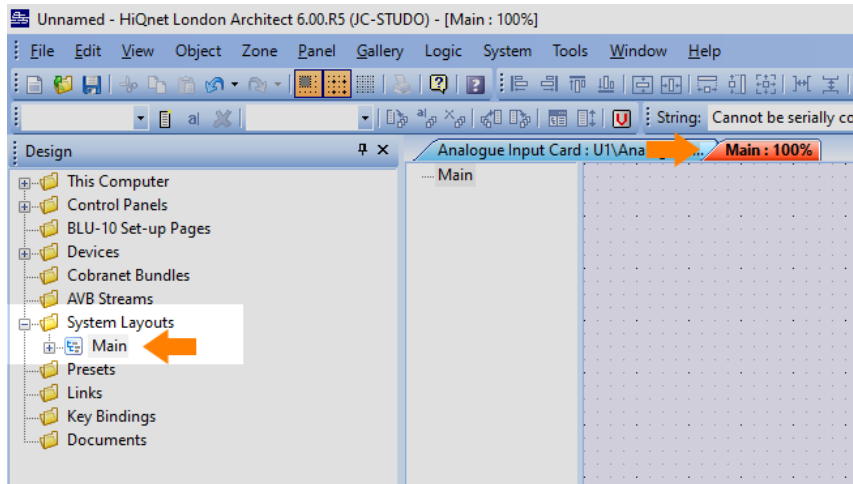 Unnamed - HiQnet London Architect 6.00.R5 (JC-STUDO) - [Main : 100%]
File Edit View Object Zone Panel Gallery Logic System Tools Window Help
a| String: Cannot be serially co
Design
Analogue Input Card : U1\Ana
Main : 100%
This Computer
Main
Control Panels
BLU-10 Set-up Pages
Devices
Cobranet Bundles
AVB Streams
System Layouts
Main
Presets
Links
Key Bindings
Documents